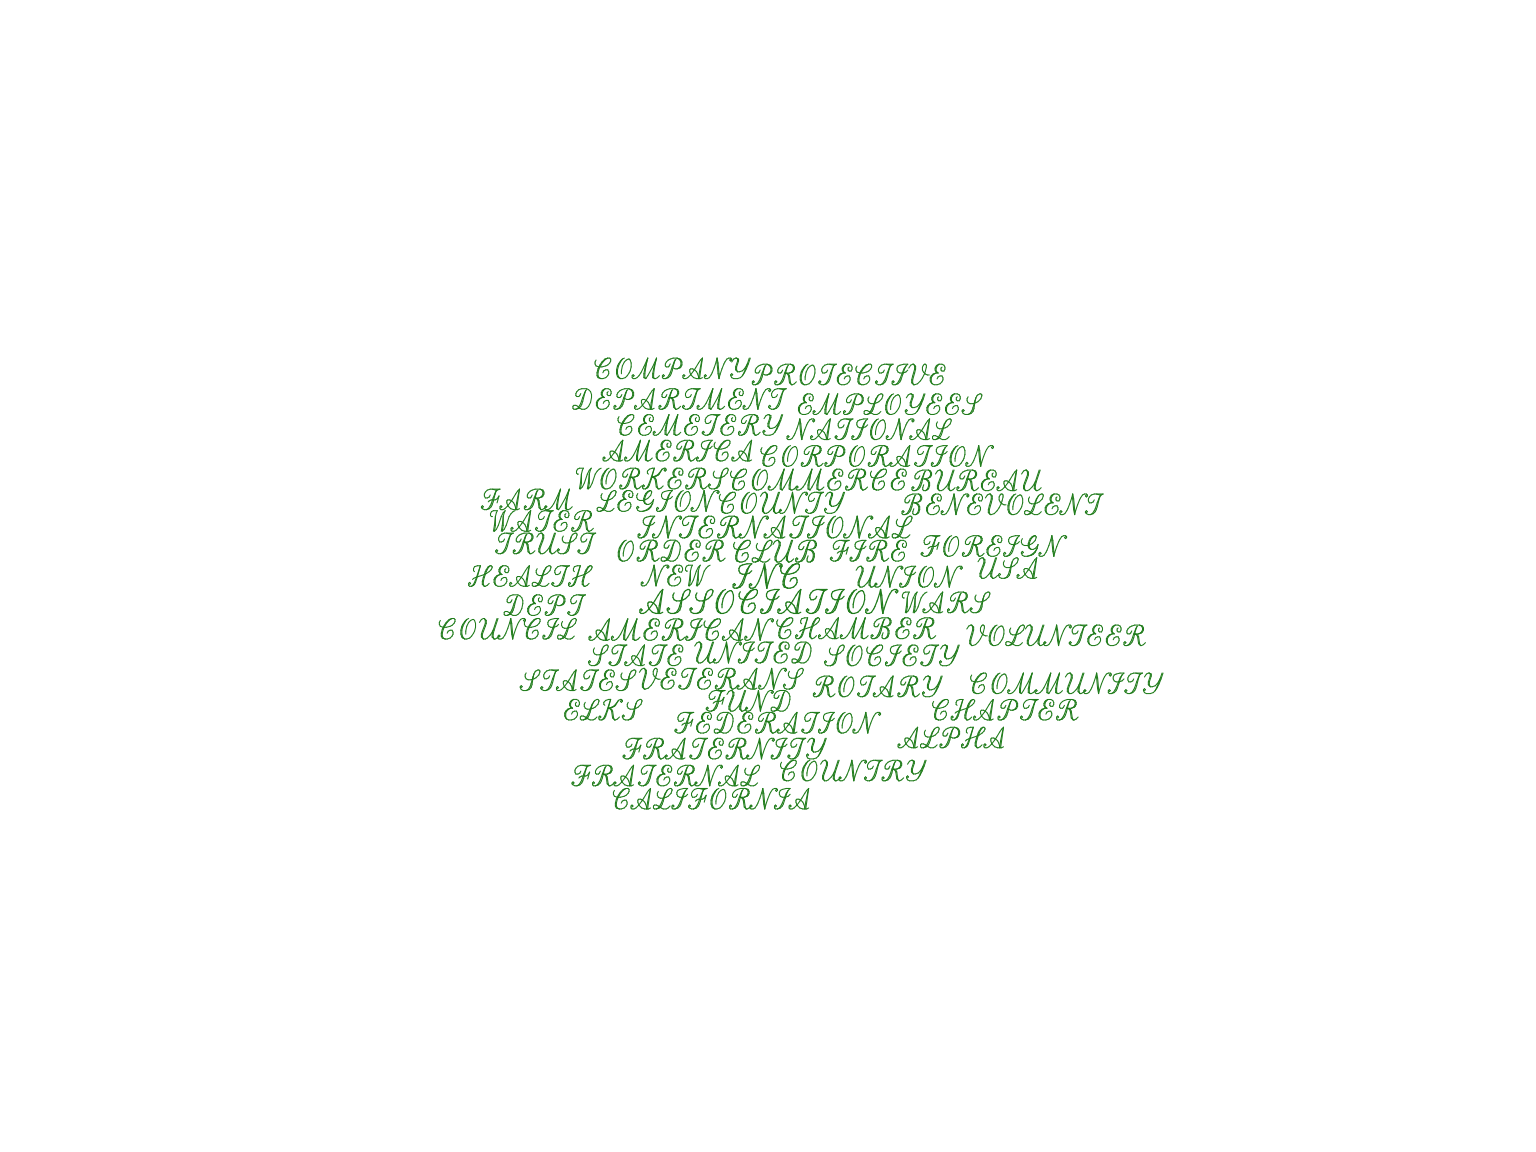 COMPANY PROTECTIVE
DEPARTMENT EMPLOYEES
CEMETERY NATIONAL
AMERICA CORPORATION
WORKERS COMMERCE BUREAU
FARM LEGION COUNTY BENEVOLENT
WATER INTERNATIONAL
TRUST ORDER CLUB FIRE FOREIGN
HEALTH NEW INC UNION USA
DEPT ASSOCIATION WARS
COUNCIL AMERICAN CHAMBER VOLUNTEER
STATE UNITED SOCIETY
STATES VETERANS ROTARY COMMUNITY
ELKS FUND CHAPTER
FEDERATION
FRATERNITY ALPHA
FRATERNAL COUNTRY
CALIFORNIA